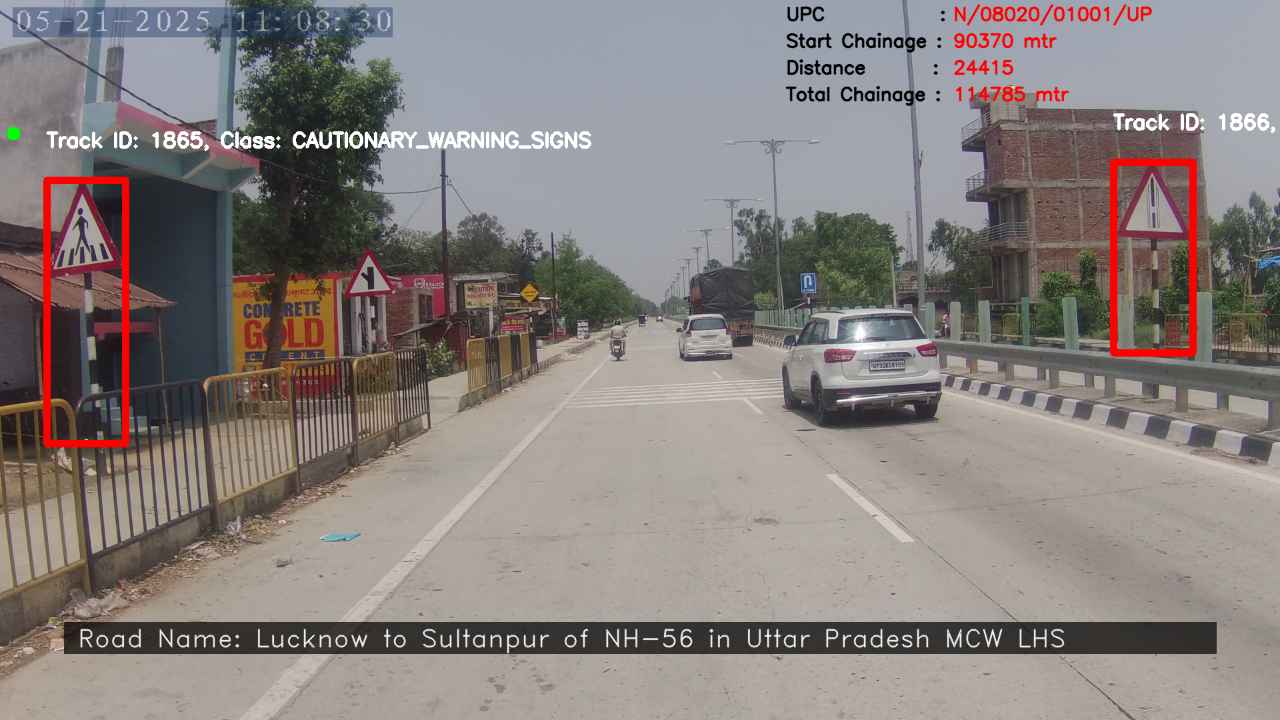 05-21-2025 11:08:30
UPC : N/08020/01001/UP
Start Chainage : 90370 mtr
Distance : 24415
Total Chainage : 114785 mtr
Track ID: 1865, Class: CAUTIONARY_WARNING_SIGNS
Track ID: 1866,
CONCRETE
GOLD
CEMENT
Road Name: Lucknow to Sultanpur of NH-56 in Uttar Pradesh MCW LHS